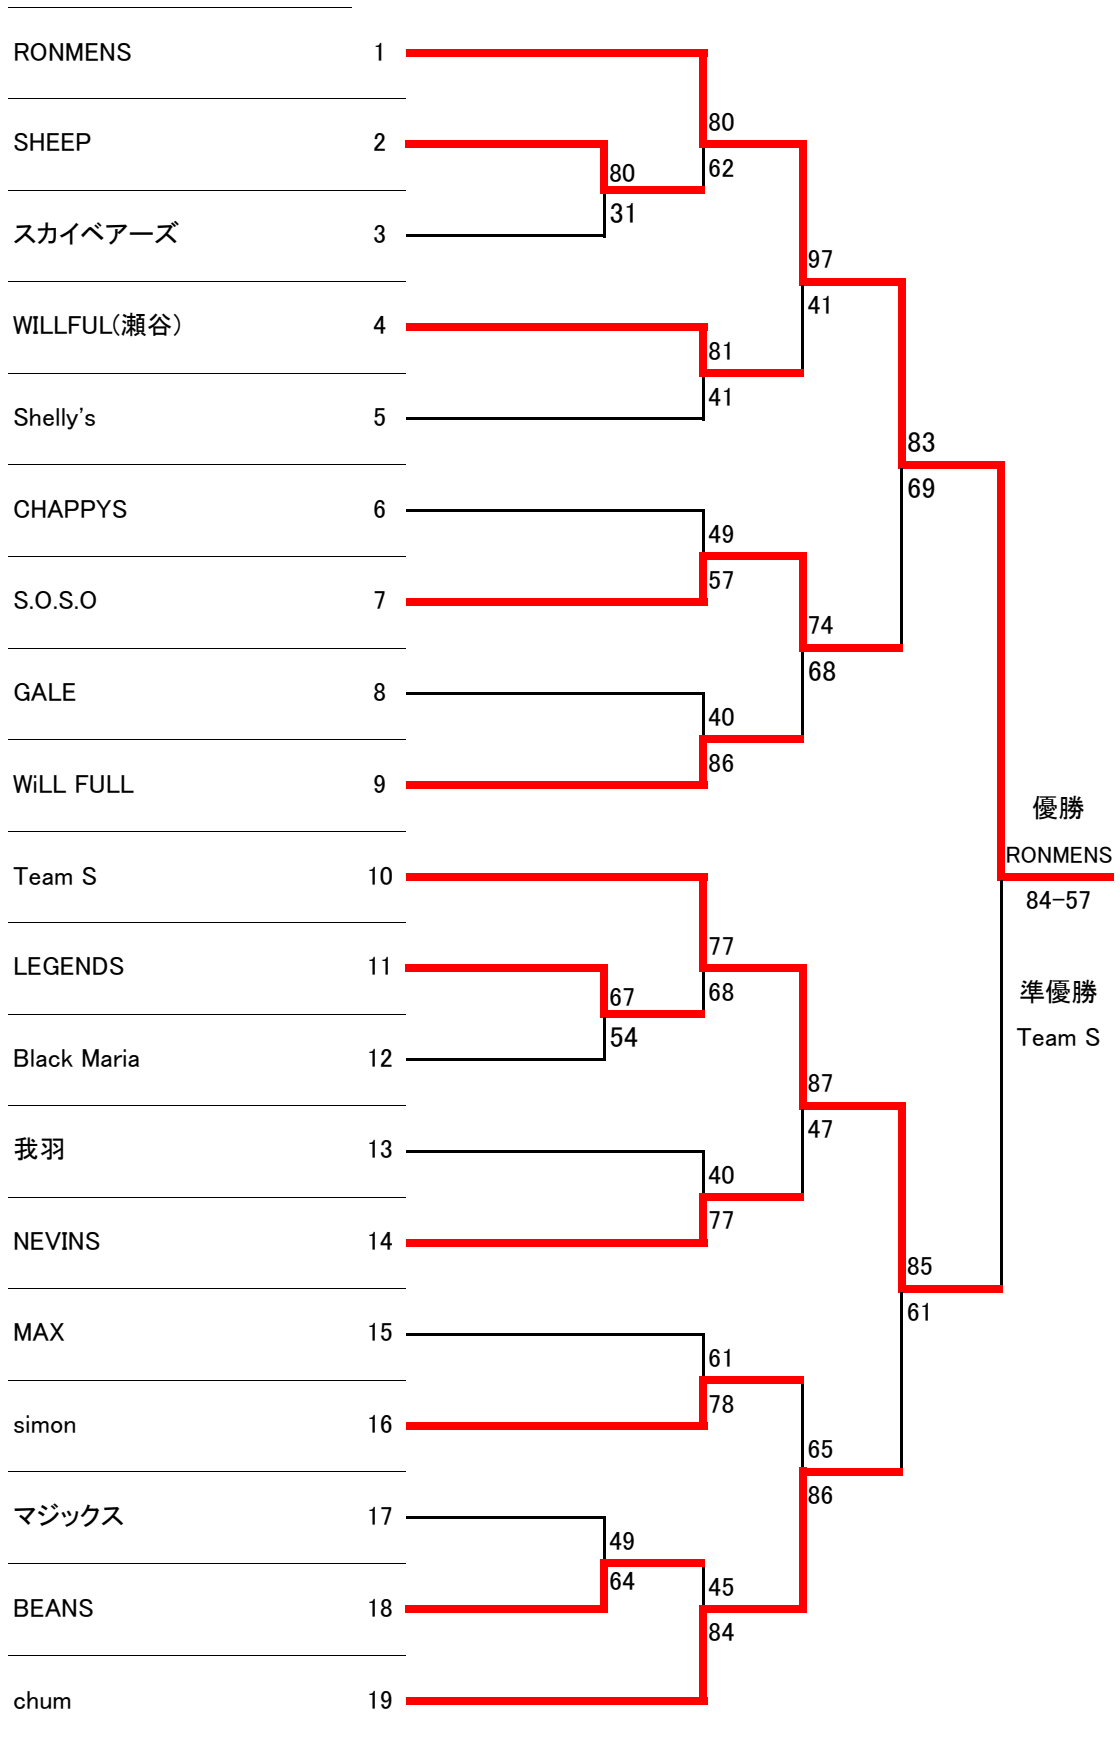 RONMENS 1
80
SHEEP 2
62
80
31
スカイベアーズ 3
97
41
WILLFUL(瀬谷) 4
81
41
Shelly's 5
83
69
CHAPPYS 6
49
57
S.O.S.O 7
74
68
GALE 8
40
86
WiLL FULL 9
優勝
RONMENS
84-57
Team S 10
77
68
LEGENDS 11
67
54
準優勝
Team S
Black Maria 12
87
47
我羽 13
40
77
NEVINS 14
85
61
MAX 15
61
78
simon 16
65
86
マジックス 17
49
64
45
84
BEANS 18
chum 19